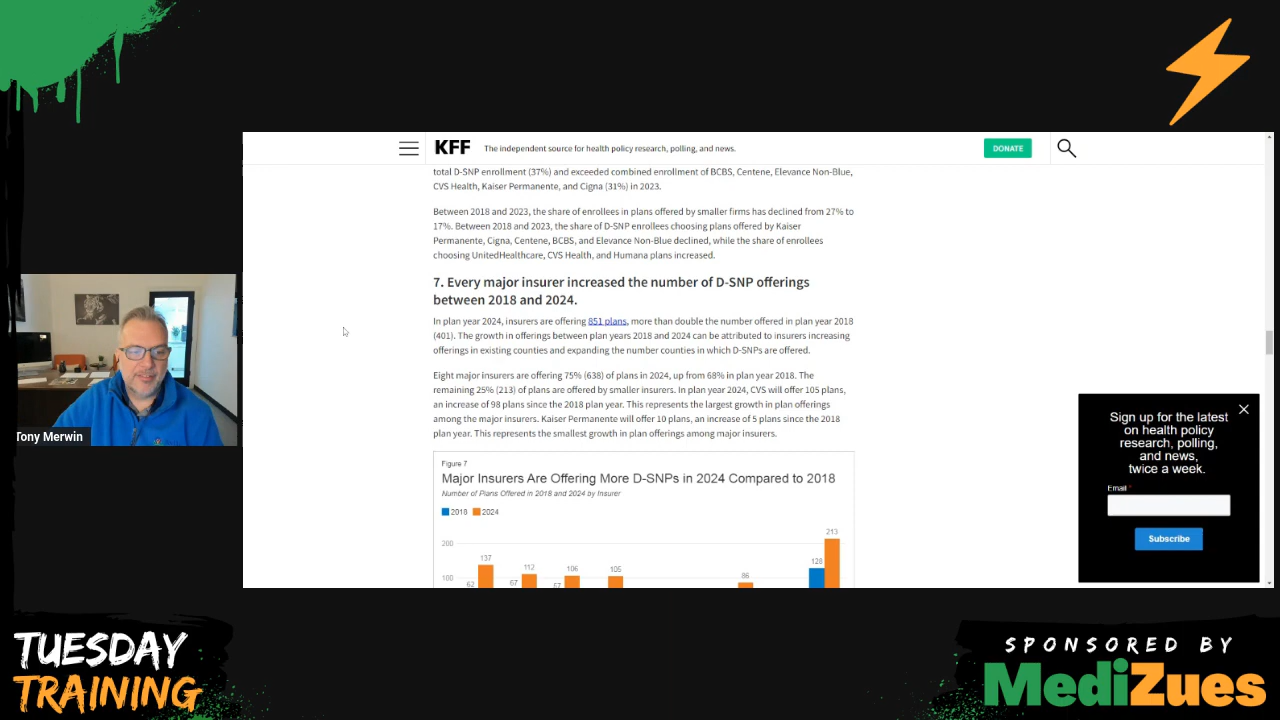 KFF
The independent source for health policy research, polling, and news.
DONATE
total D-SNP enrollment (37%) and exceeded combined enrollment of BCBS, Centene, Elevance Non-Blue,
CVS Health, Kaiser Permanente, and Cigna (31%) in 2023.
Between 2018 and 2023, the share of enrollees in plans offered by smaller firms has declined from 27% to
17%. Between 2018 and 2023, the share of D-SNP enrollees choosing plans offered by Kaiser
Permanente, Cigna, Centene, BCBS, and Elevance Non-Blue declined, while the share of enrollees
choosing UnitedHealthcare, CVS Health, and Humana plans increased.
7. Every major insurer increased the number of D-SNP offerings
between 2018 and 2024.
In plan year 2024, insurers are offering 851 plans, more than double the number offered in plan year 2018
(401). The growth in offerings between plan years 2018 and 2024 can be attributed to insurers increasing
offerings in existing counties and expanding the number counties in which D-SNPs are offered.
Eight major insurers are offering 75% (638) of plans in 2024, up from 68% in plan year 2018. The
remaining 25% (213) of plans are offered by smaller insurers. In plan year 2024, CVS will offer 105 plans,
an increase of 98 plans since the 2018 plan year. This represents the largest growth in plan offerings
among the major insurers. Kaiser Permanente will offer 10 plans, an increase of 5 plans since the 2018
plan year. This represents the smallest growth in plan offerings among major insurers.
Figure 7
Major Insurers Are Offering More D-SNPs in 2024 Compared to 2018
Number of Plans Offered in 2018 and 2024 by Insurer
2018 2024
200
213
137
128
112
106
105
100
62
67
57
86
Sign up for the latest
on health policy
research, polling,
and news,
twice a week.
Email *
Subscribe
Tony Merwin
TUESDAY
TRAINING
SPONSORED BY
MediZues